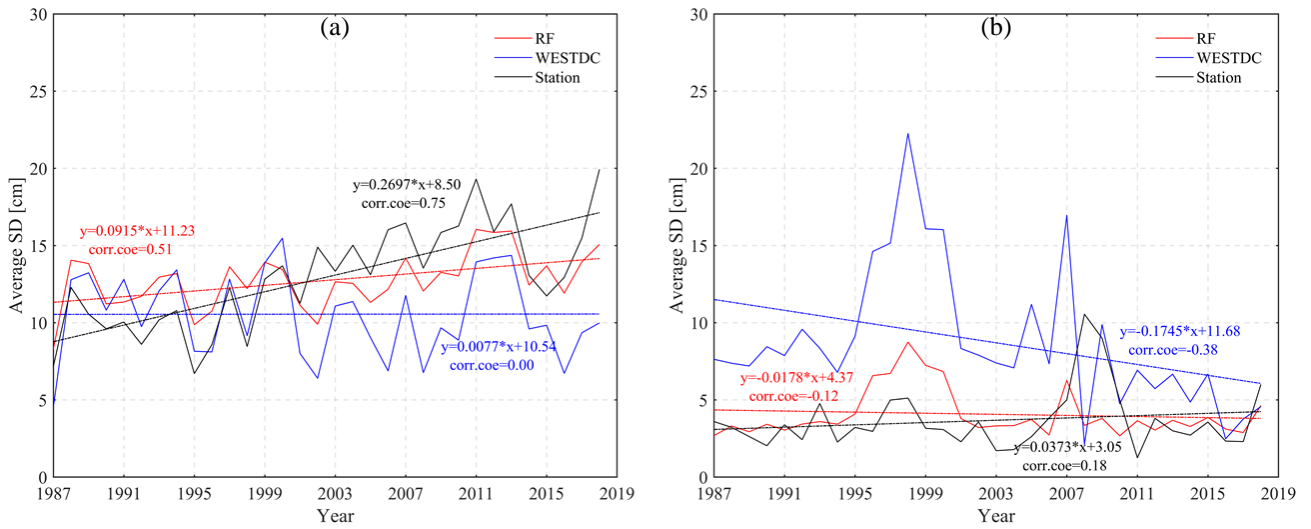 (a)
RF
WESTDC
Station
30
25
20
15
10
5
0
Average SD [cm]
y=0.2697*x+8.50
corr.coe=0.75
y=0.0915*x+11.23
corr.coe=0.51
y=0.0077*x+10.54
corr.coe=0.00
1987
1991
1995
1999
2003
2007
2011
2015
2019
Year
(b)
RF
WESTDC
Station
30
25
20
15
10
5
0
Average SD [cm]
y=-0.1745*x+11.68
corr.coe=-0.38
y=-0.0178*x+4.37
corr.coe=-0.12
y=0.0373*x+3.05
corr.coe=0.18
1987
1991
1995
1999
2003
2007
2011
2015
2019
Year